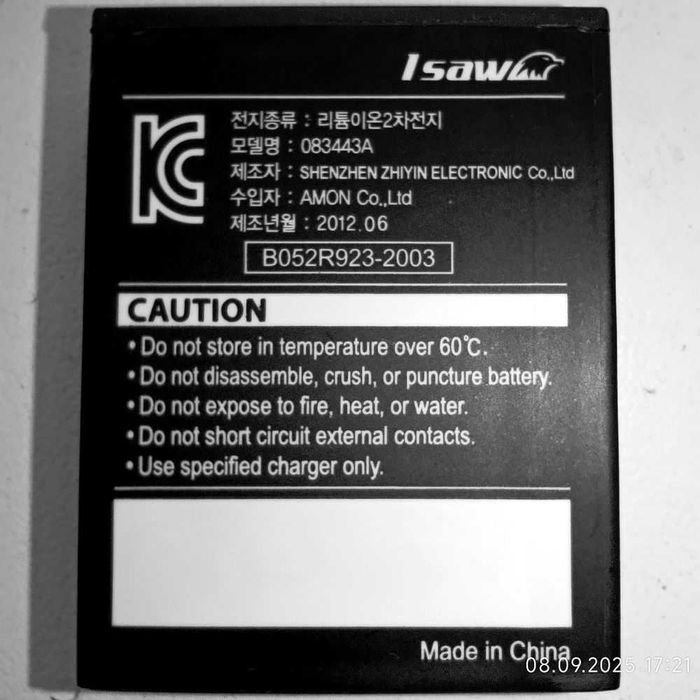 Isaw
KC
전지종류 : 리튬이온2차전지
모델명 : 083443A
제조자 : SHENZHEN ZHIYIN ELECTRONIC Co.,Ltd
수입자 : AMON Co.,Ltd
제조년월 : 2012.06
B052R923-2003
CAUTION
• Do not store in temperature over 60℃.
• Do not disassemble, crush, or puncture battery.
• Do not expose to fire, heat, or water.
• Do not short circuit external contacts.
• Use specified charger only.
Made in China
08.09.2025 17:21